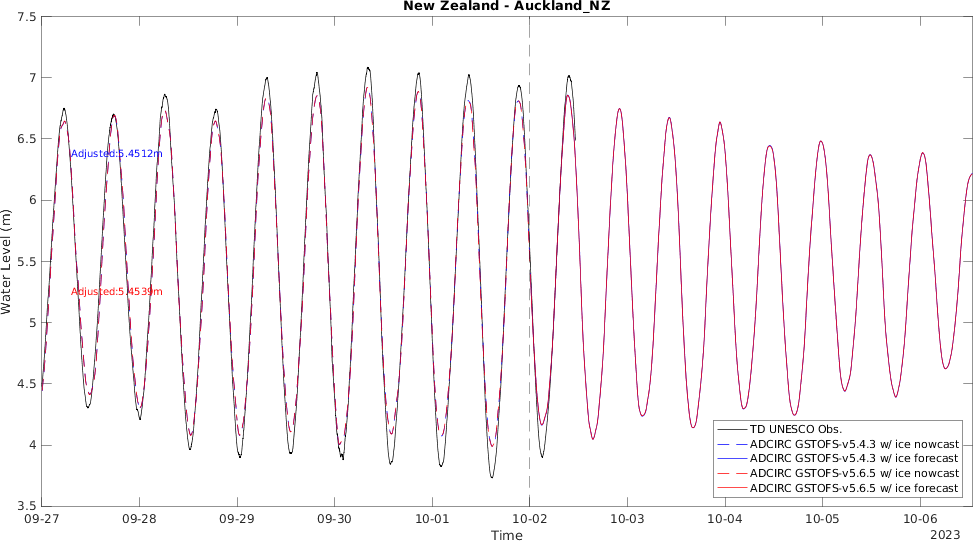 New Zealand - Auckland_NZ
7.5
7
6.5
6
5.5
5
4.5
4
3.5
Water Level (m)
Adjusted:5.4512m
Adjusted:5.4539m
TD UNESCO Obs.
ADCIRC GSTOFS-v5.4.3 w/ ice nowcast
ADCIRC GSTOFS-v5.4.3 w/ ice forecast
ADCIRC GSTOFS-v5.6.5 w/ ice nowcast
ADCIRC GSTOFS-v5.6.5 w/ ice forecast
09-27 09-28 09-29 09-30 10-01 10-02 10-03 10-04 10-05 10-06
Time
2023